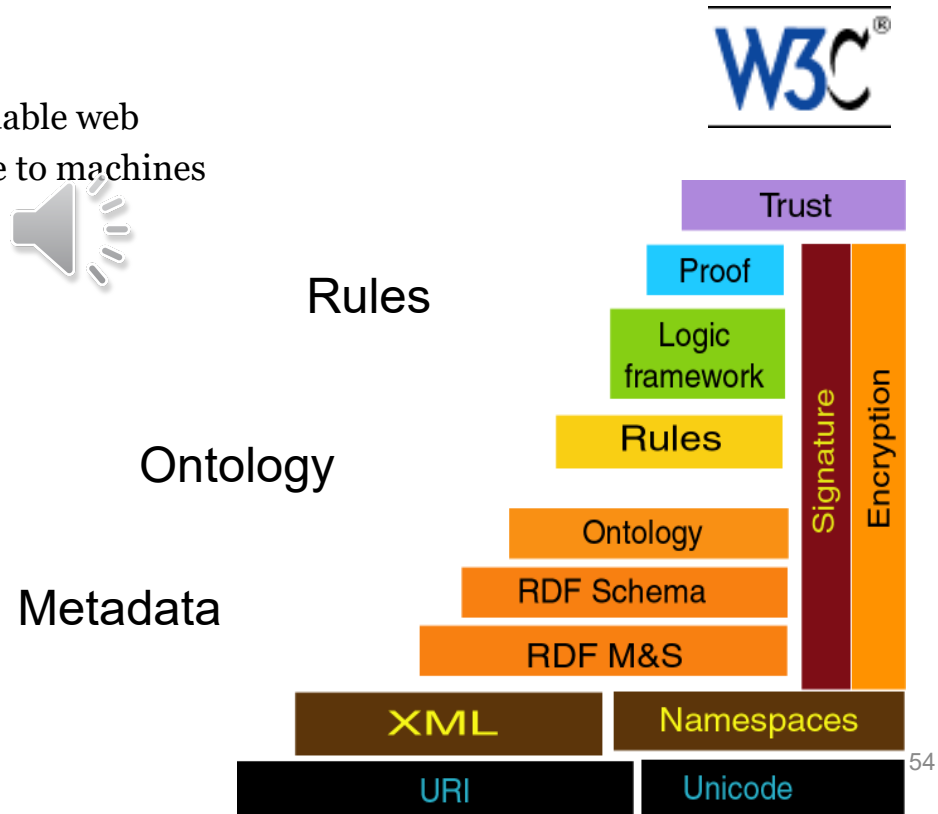 W3C®
able web
e to machines
Trust
Proof
Rules
Logic
framework
Rules
Ontology
Ontology
RDF Schema
Metadata
RDF M&S
Signature
Encryption
XML
Namespaces
54
URI
Unicode